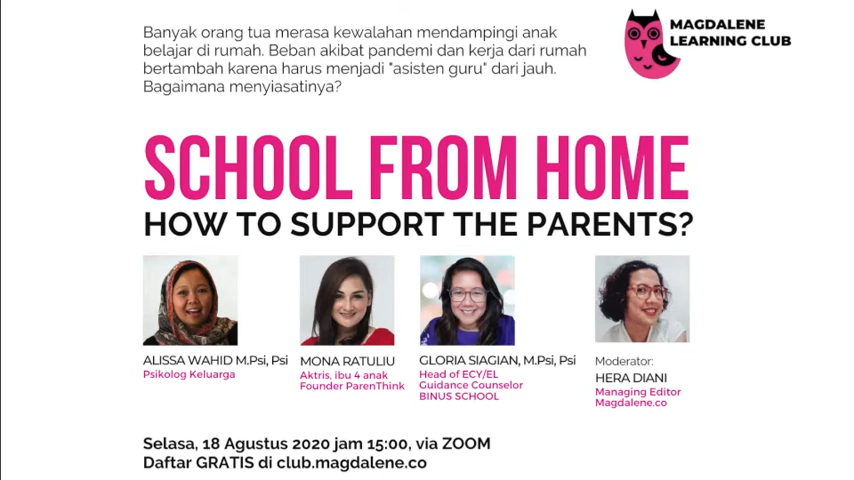 Banyak orang tua merasa kewalahan mendampingi anak
belajar di rumah. Beban akibat pandemi dan kerja dari rumah
bertambah karena harus menjadi "asisten guru" dari jauh.
Bagaimana menyiasatinya?
MAGDALENE
LEARNING CLUB
SCHOOL FROM HOME
HOW TO SUPPORT THE PARENTS?
ALISSA WAHID M.Psi, Psi
Psikolog Keluarga
MONA RATULIU
Aktris, ibu 4 anak
Founder ParenThink
GLORIA SIAGIAN, M.Psi, Psi
Head of ECY/EL
Guidance Counselor
BINUS SCHOOL
Moderator:
HERA DIANI
Managing Editor
Magdalene.co
Selasa, 18 Agustus 2020 jam 15:00, via ZOOM
Daftar GRATIS di club.magdalene.co